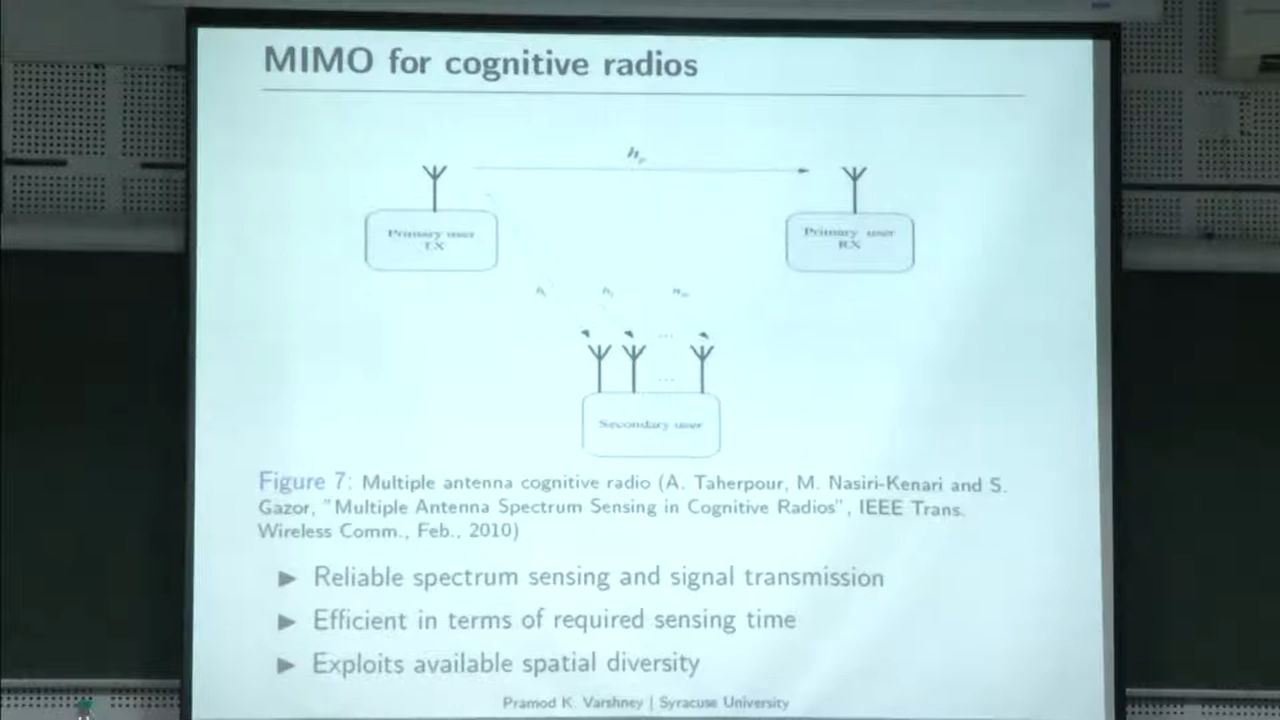 MIMO for cognitive radios
h_p
Primary user
TX
Primary user
RX
...
...
Secondary user
Figure 7: Multiple antenna cognitive radio (A. Taherpour, M. Nasiri-Kenari and S.
Gazor, "Multiple Antenna Spectrum Sensing in Cognitive Radios", IEEE Trans.
Wireless Comm., Feb., 2010)
▶ Reliable spectrum sensing and signal transmission
▶ Efficient in terms of required sensing time
▶ Exploits available spatial diversity
Pramod K. Varshney | Syracuse University